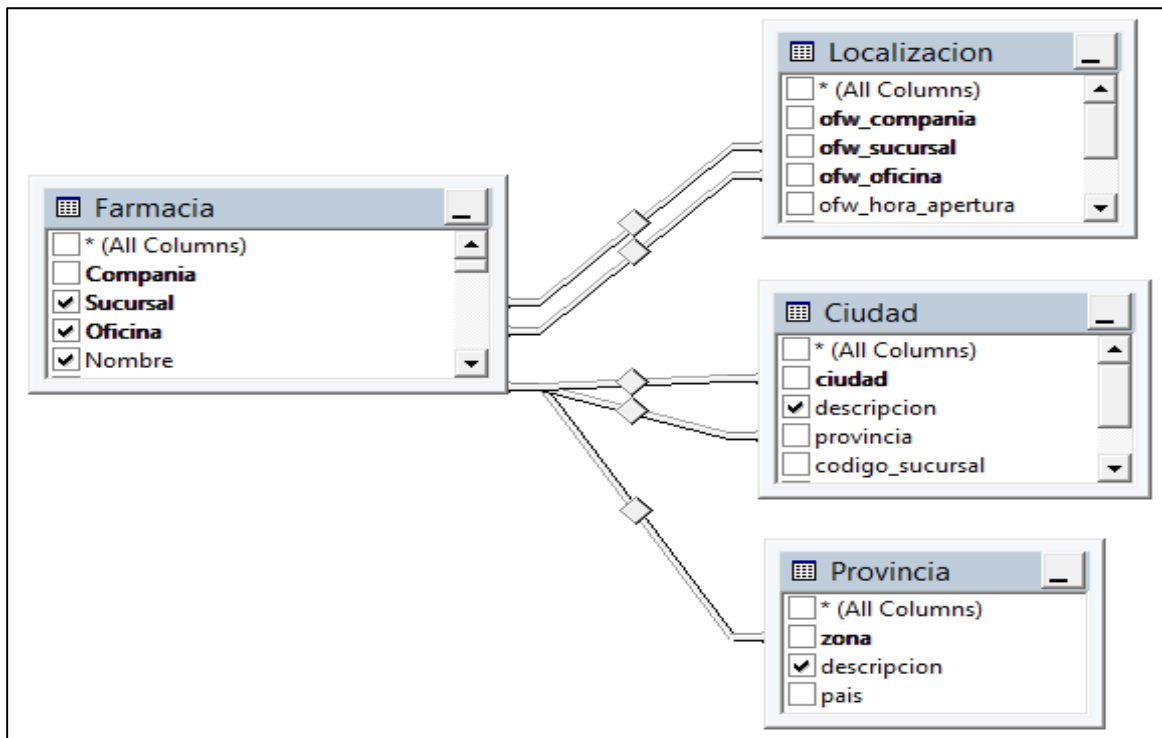 Farmacia
* (All Columns)
Compania
Sucursal
Oficina
Nombre
Localizacion
* (All Columns)
ofw_compania
ofw_sucursal
ofw_oficina
ofw_hora_apertura
Ciudad
* (All Columns)
ciudad
descripcion
provincia
codigo_sucursal
Provincia
* (All Columns)
zona
descripcion
pais